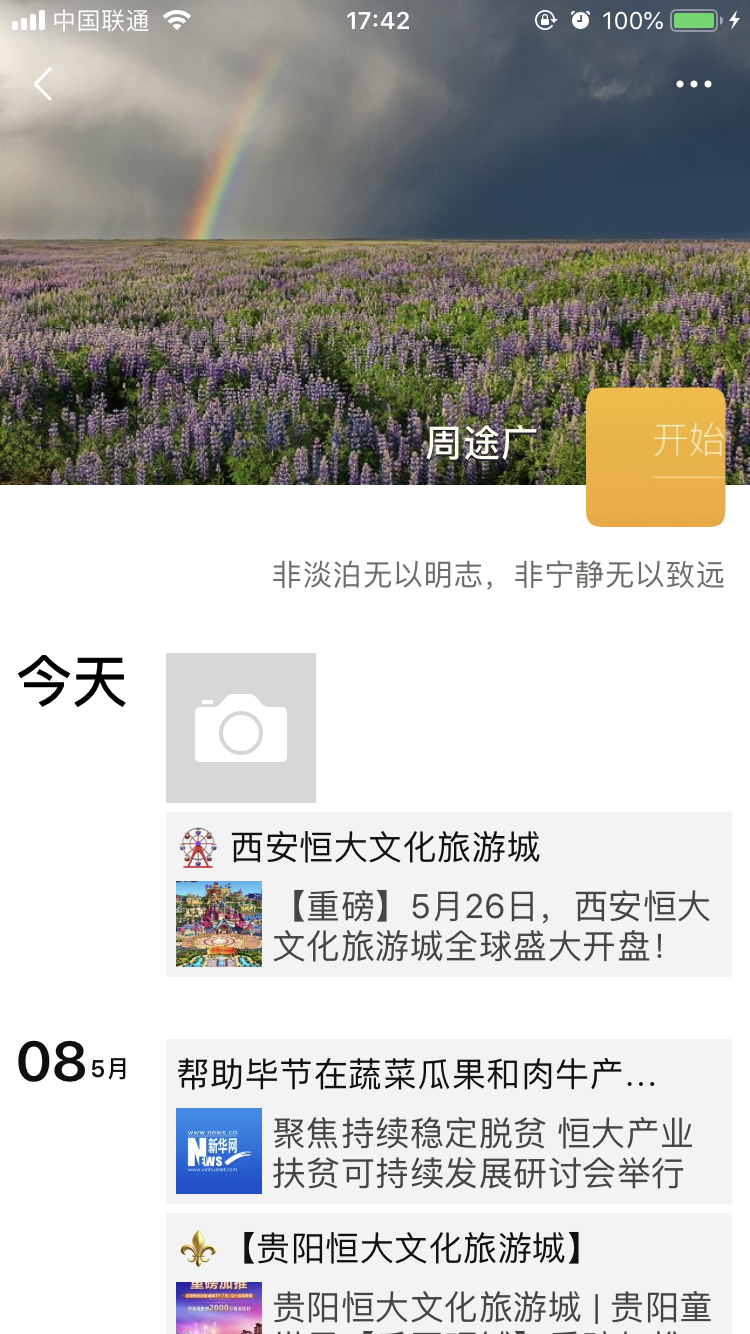 中国联通 17:42 100%
周途广
开始
非淡泊无以明志，非宁静无以致远
今天
西安恒大文化旅游城
【重磅】5月26日，西安恒大
文化旅游城全球盛大开盘！
08 5月
帮助毕节在蔬菜瓜果和肉牛产...
www.news.cn
新华网
NEWS
www.xinhuanet.com
聚焦持续稳定脱贫 恒大产业
扶贫可持续发展研讨会举行
【贵阳恒大文化旅游城】
重磅加推
2000
贵阳恒大文化旅游城 | 贵阳童